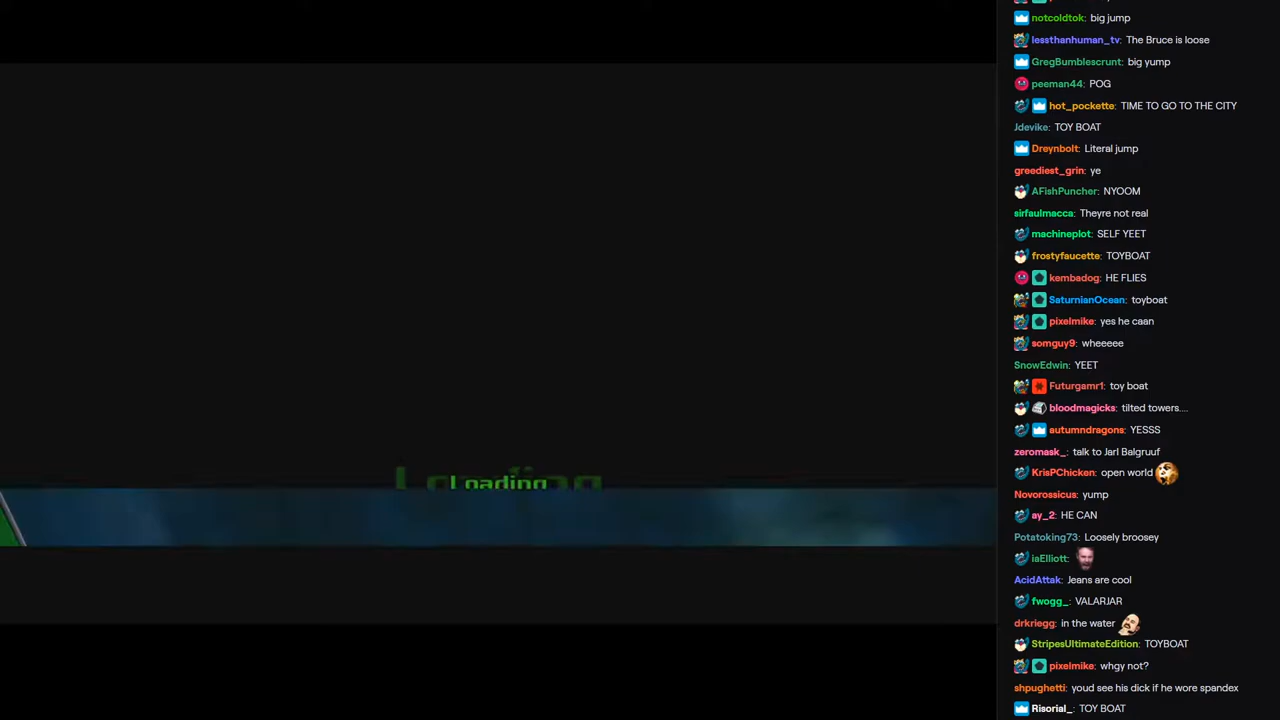 Loading
notcoldtok: big jump
lessthanhuman_tv: The Bruce is loose
GregBumblescrunt: big yump
peeman44: POG
hot_pockette: TIME TO GO TO THE CITY
Jdevike: TOY BOAT
Dreynbolt: Literal jump
greediest_grin: ye
AFishPuncher: NYOOM
sirfaulmacca: Theyre not real
machineplot: SELF YEET
frostyfaucette: TOYBOAT
kembadog: HE FLIES
SaturnianOcean: toyboat
pixelmike: yes he caan
somguy9: wheeeee
SnowEdwin: YEET
Futurgamr1: toy boat
bloodmagicks: tilted towers....
autumndragons: YESSS
zeromask_: talk to Jarl Balgruuf
KrisPChicken: open world
Novorossicus: yump
ay_2: HE CAN
Potatoking73: Loosely broosey
iaElliott:
AcidAttak: Jeans are cool
fwogg_: VALARJAR
drkriegg: in the water
StripesUltimateEdition: TOYBOAT
pixelmike: whgy not?
shpughetti: youd see his dick if he wore spandex
Risorial_: TOY BOAT